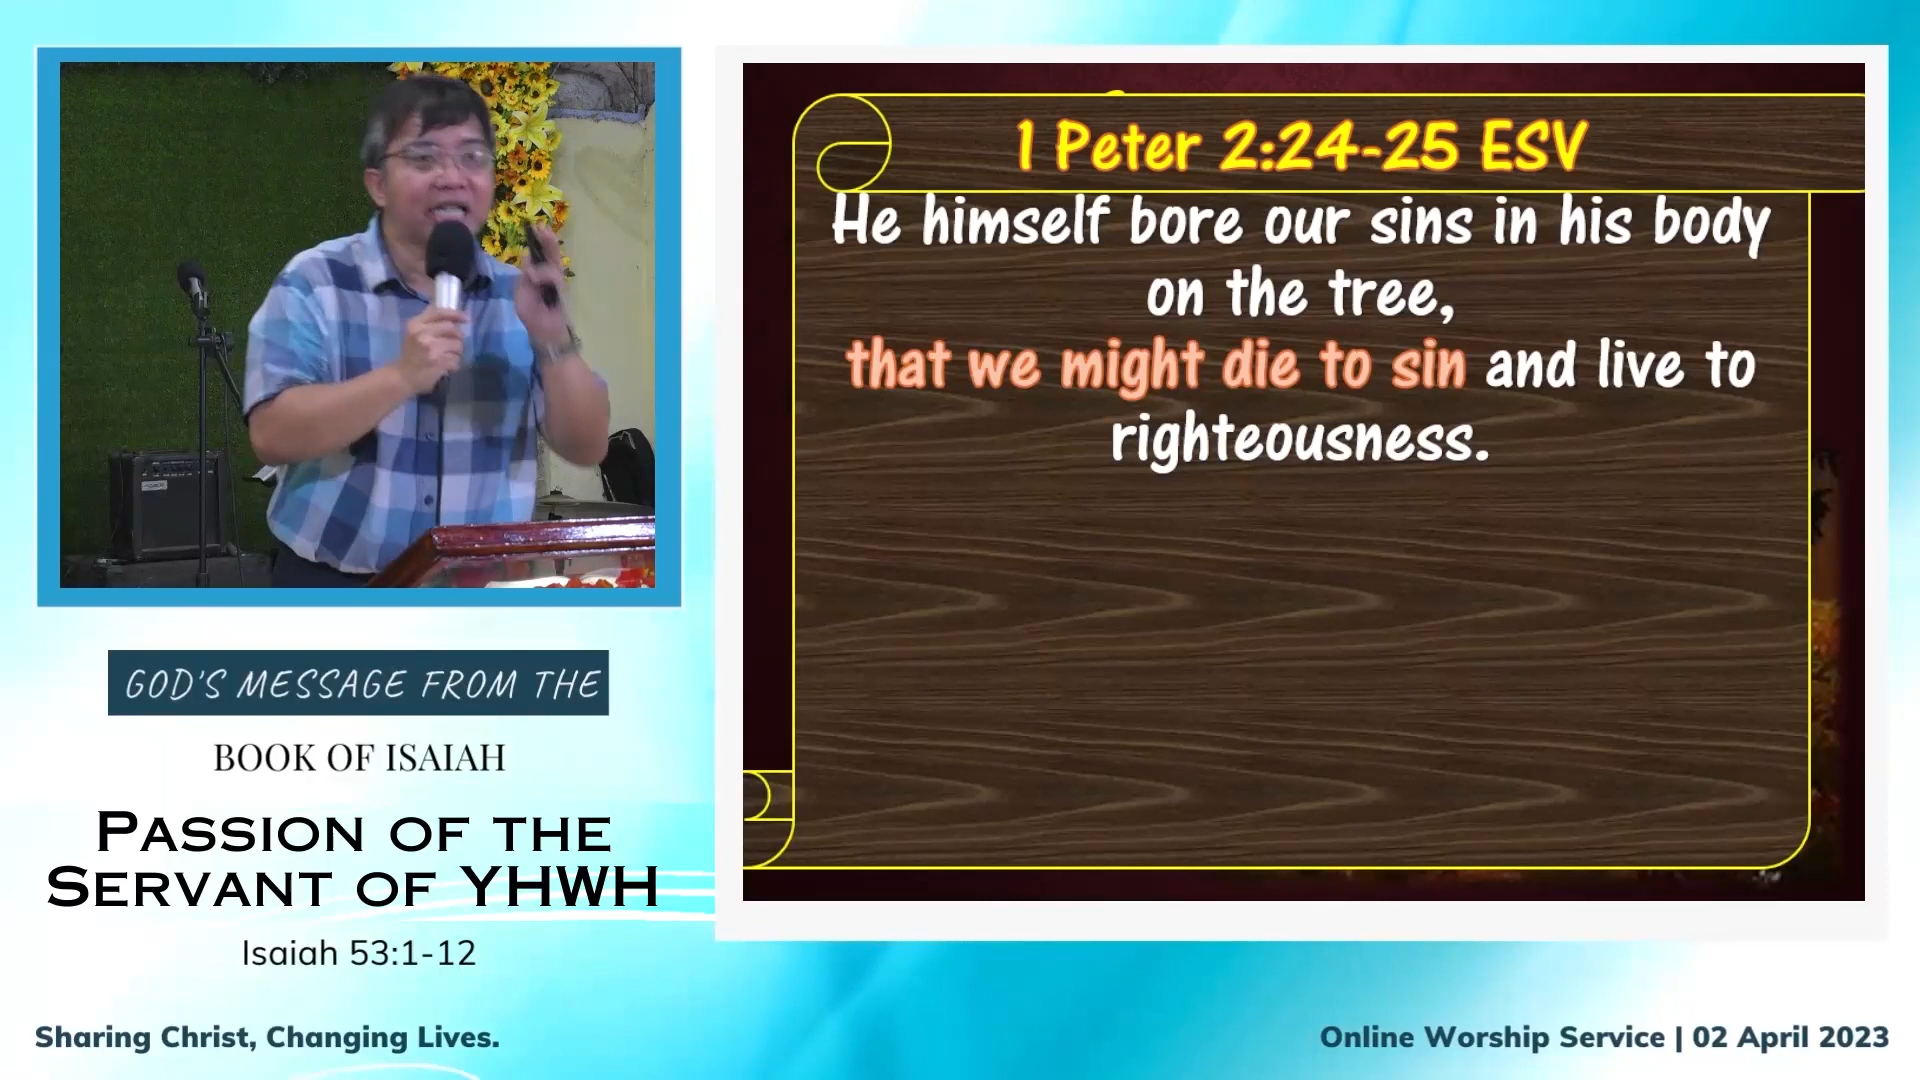 1 Peter 2:24-25 ESV
He himself bore our sins in his body
on the tree,
that we might die to sin and live to
righteousness.
GOD'S MESSAGE FROM THE
BOOK OF ISAIAH
PASSION OF THE
SERVANT OF YHWH
Isaiah 53:1-12
Sharing Christ, Changing Lives.
Online Worship Service | 02 April 2023